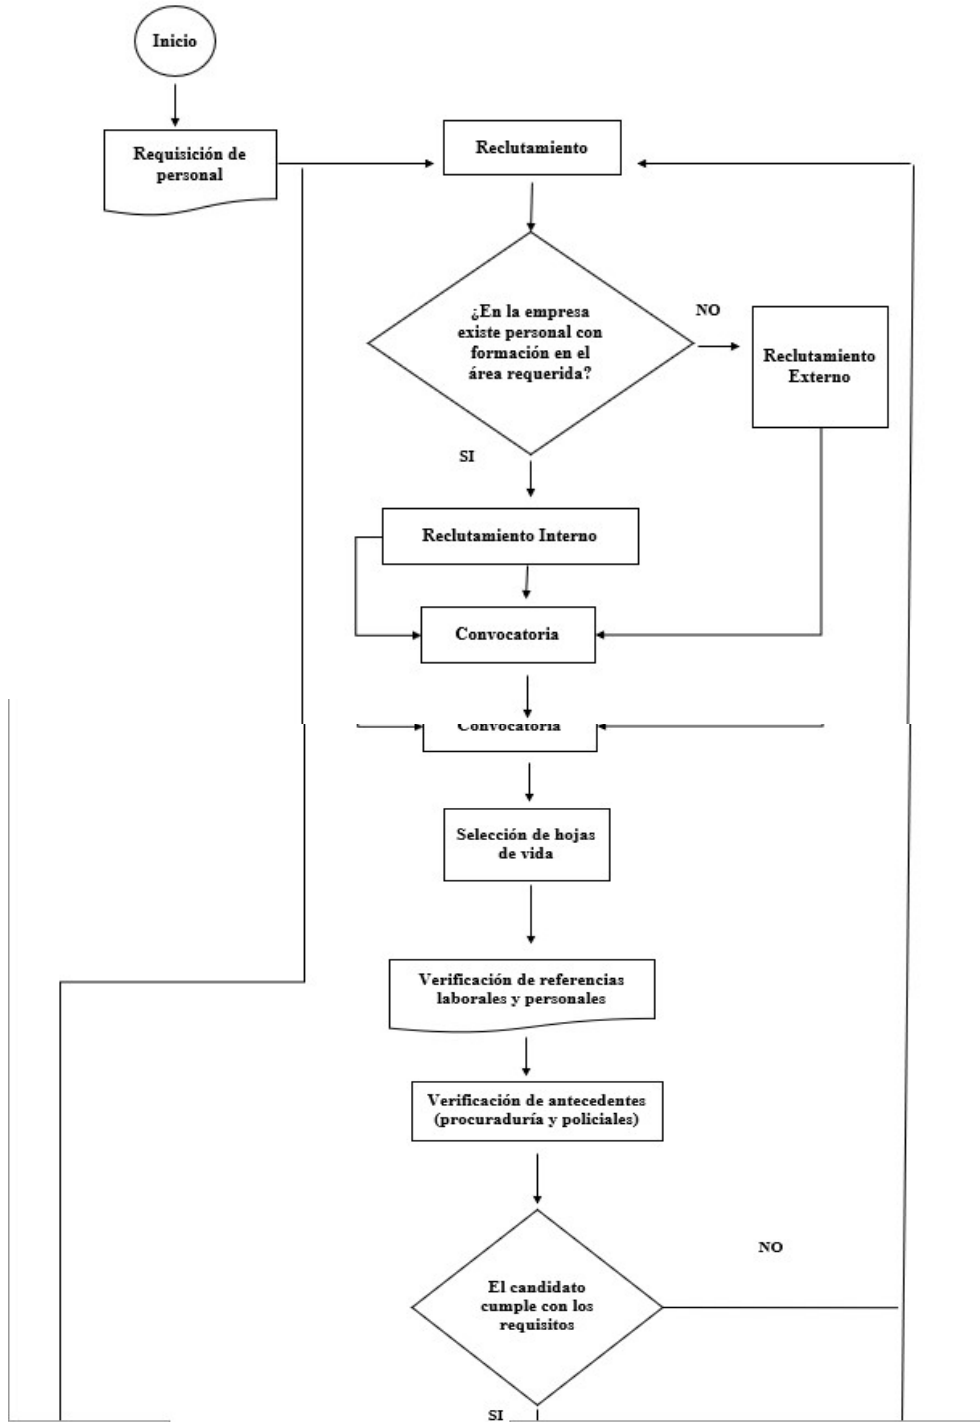 Inicio
Requisición de
personal
Reclutamiento
¿En la empresa
existe personal con
formación en el
área requerida?
NO
Reclutamiento
Externo
SI
Reclutamiento Interno
Convocatoria
Convocatoria
Selección de hojas
de vida
Verificación de referencias
laborales y personales
Verificación de antecedentes
(procuraduría y policiales)
NO
El candidato
cumple con los
requisitos
SI